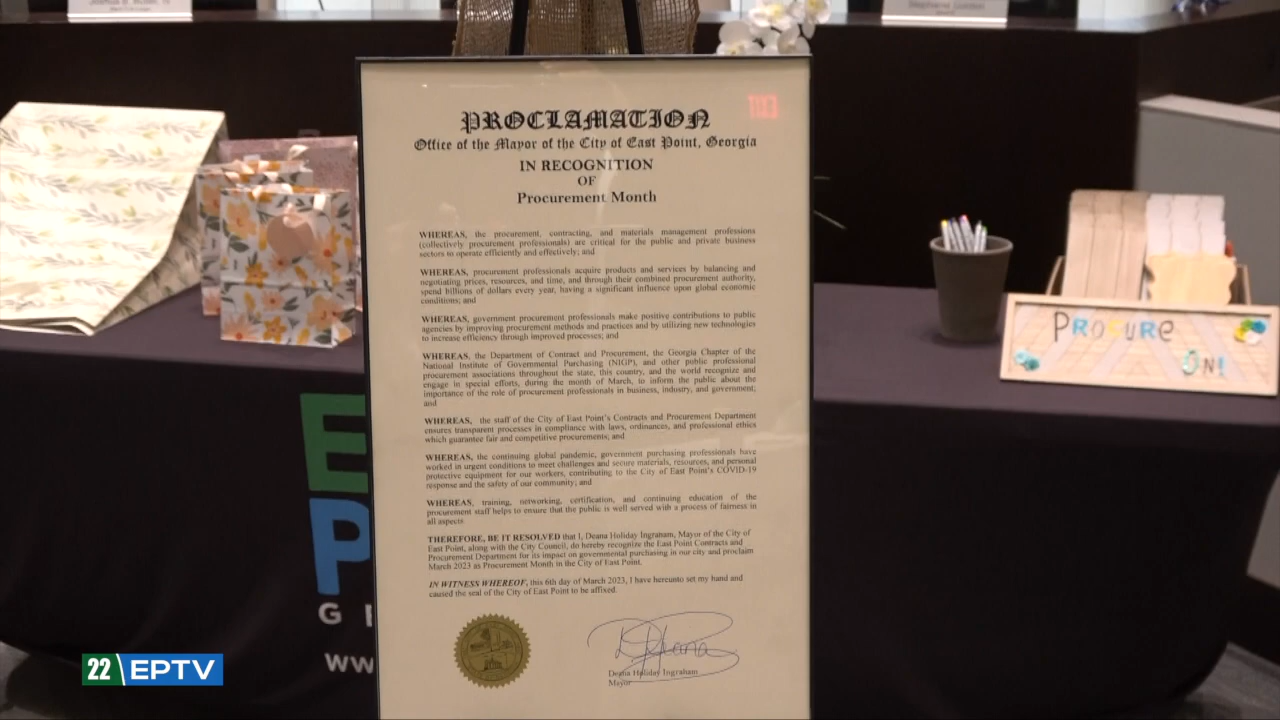 PROCLAMATION
Office of the Mayor of the City of East Point, Georgia
IN RECOGNITION
OF
Procurement Month
WHEREAS, the procurement, contracting, and materials management professions
(collectively procurement professionals) are critical for the public and private business
sectors to operate efficiently and effectively; and
WHEREAS, procurement professionals acquire products and services by balancing and
negotiating prices, resources, and time, and through their combined procurement authority,
spend billions of dollars every year, having a significant influence upon global economic
conditions; and
WHEREAS, government procurement professionals make positive contributions to public
agencies by improving procurement methods and practices and by utilizing new technologies
to increase efficiency through improved processes; and
WHEREAS, the Department of Contract and Procurement, the Georgia Chapter of the
National Institute of Governmental Purchasing (NIGP), and other public professional
procurement associations throughout the state, this country, and the world recognize and
engage in special efforts, during the month of March, to inform the public about the
importance of the role of procurement professionals in business, industry, and government,
and
WHEREAS, the staff of the City of East Point's Contracts and Procurement Department
ensures transparent processes in compliance with laws, ordinances, and professional ethics
which guarantee fair and competitive procurements; and
WHEREAS, the continuing global pandemic, government purchasing professionals have
worked in urgent conditions to meet challenges and secure materials, resources, and personal
protective equipment for our workers, contributing to the City of East Point's COVID-19
response and the safety of our community; and
WHEREAS, training, networking, certification, and continuing education of the
procurement staff helps to ensure that the public is well served with a process of fairness in
all aspects
THEREFORE, BE IT RESOLVED that I, Deana Holiday Ingraham, Mayor of the City of
East Point, along with the City Council, do hereby recognize the East Point Contracts and
Procurement Department for its impact on governmental purchasing in our city and proclaim
March 2023 as Procurement Month in the City of East Point.
IN WITNESS WHEREOF, this 6th day of March 2023, I have hereunto set my hand and
caused the seal of the City of East Point to be affixed.
Deana Holiday Ingraham
Mayor
PROCURE
ON!
E
P
G E
WW
22 EPTV